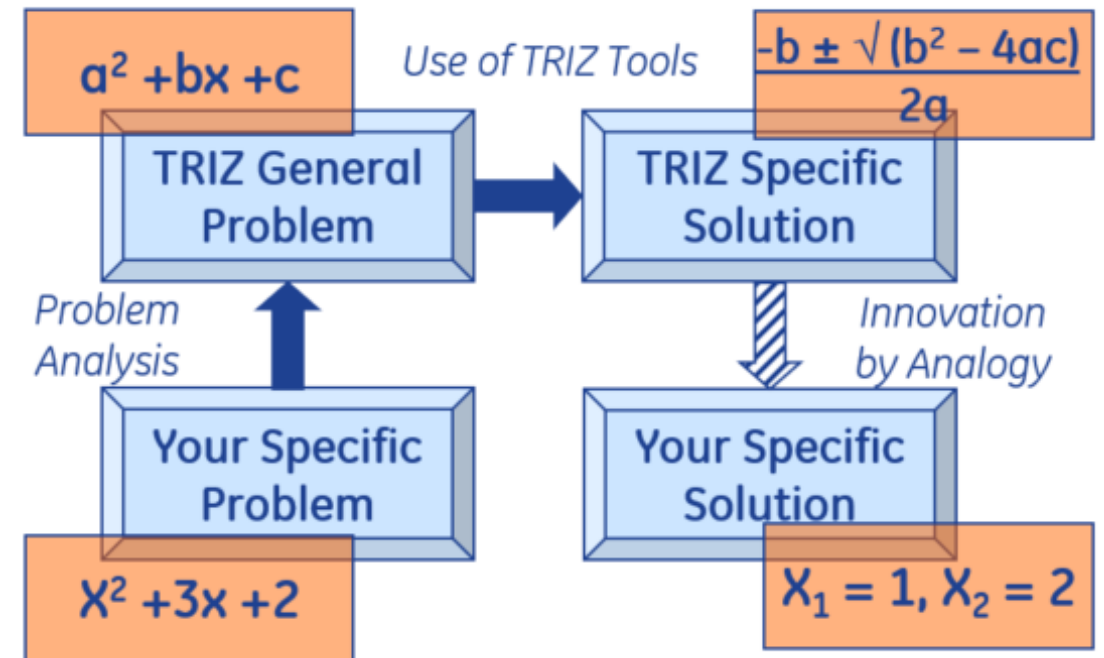 a² +bx +c
Use of TRIZ Tools
-b ± √ (b² – 4ac)
2a
TRIZ General
Problem
TRIZ Specific
Solution
Problem
Analysis
Innovation
by Analogy
Your Specific
Problem
Your Specific
Solution
X² +3x +2
X₁ = 1, X₂ = 2